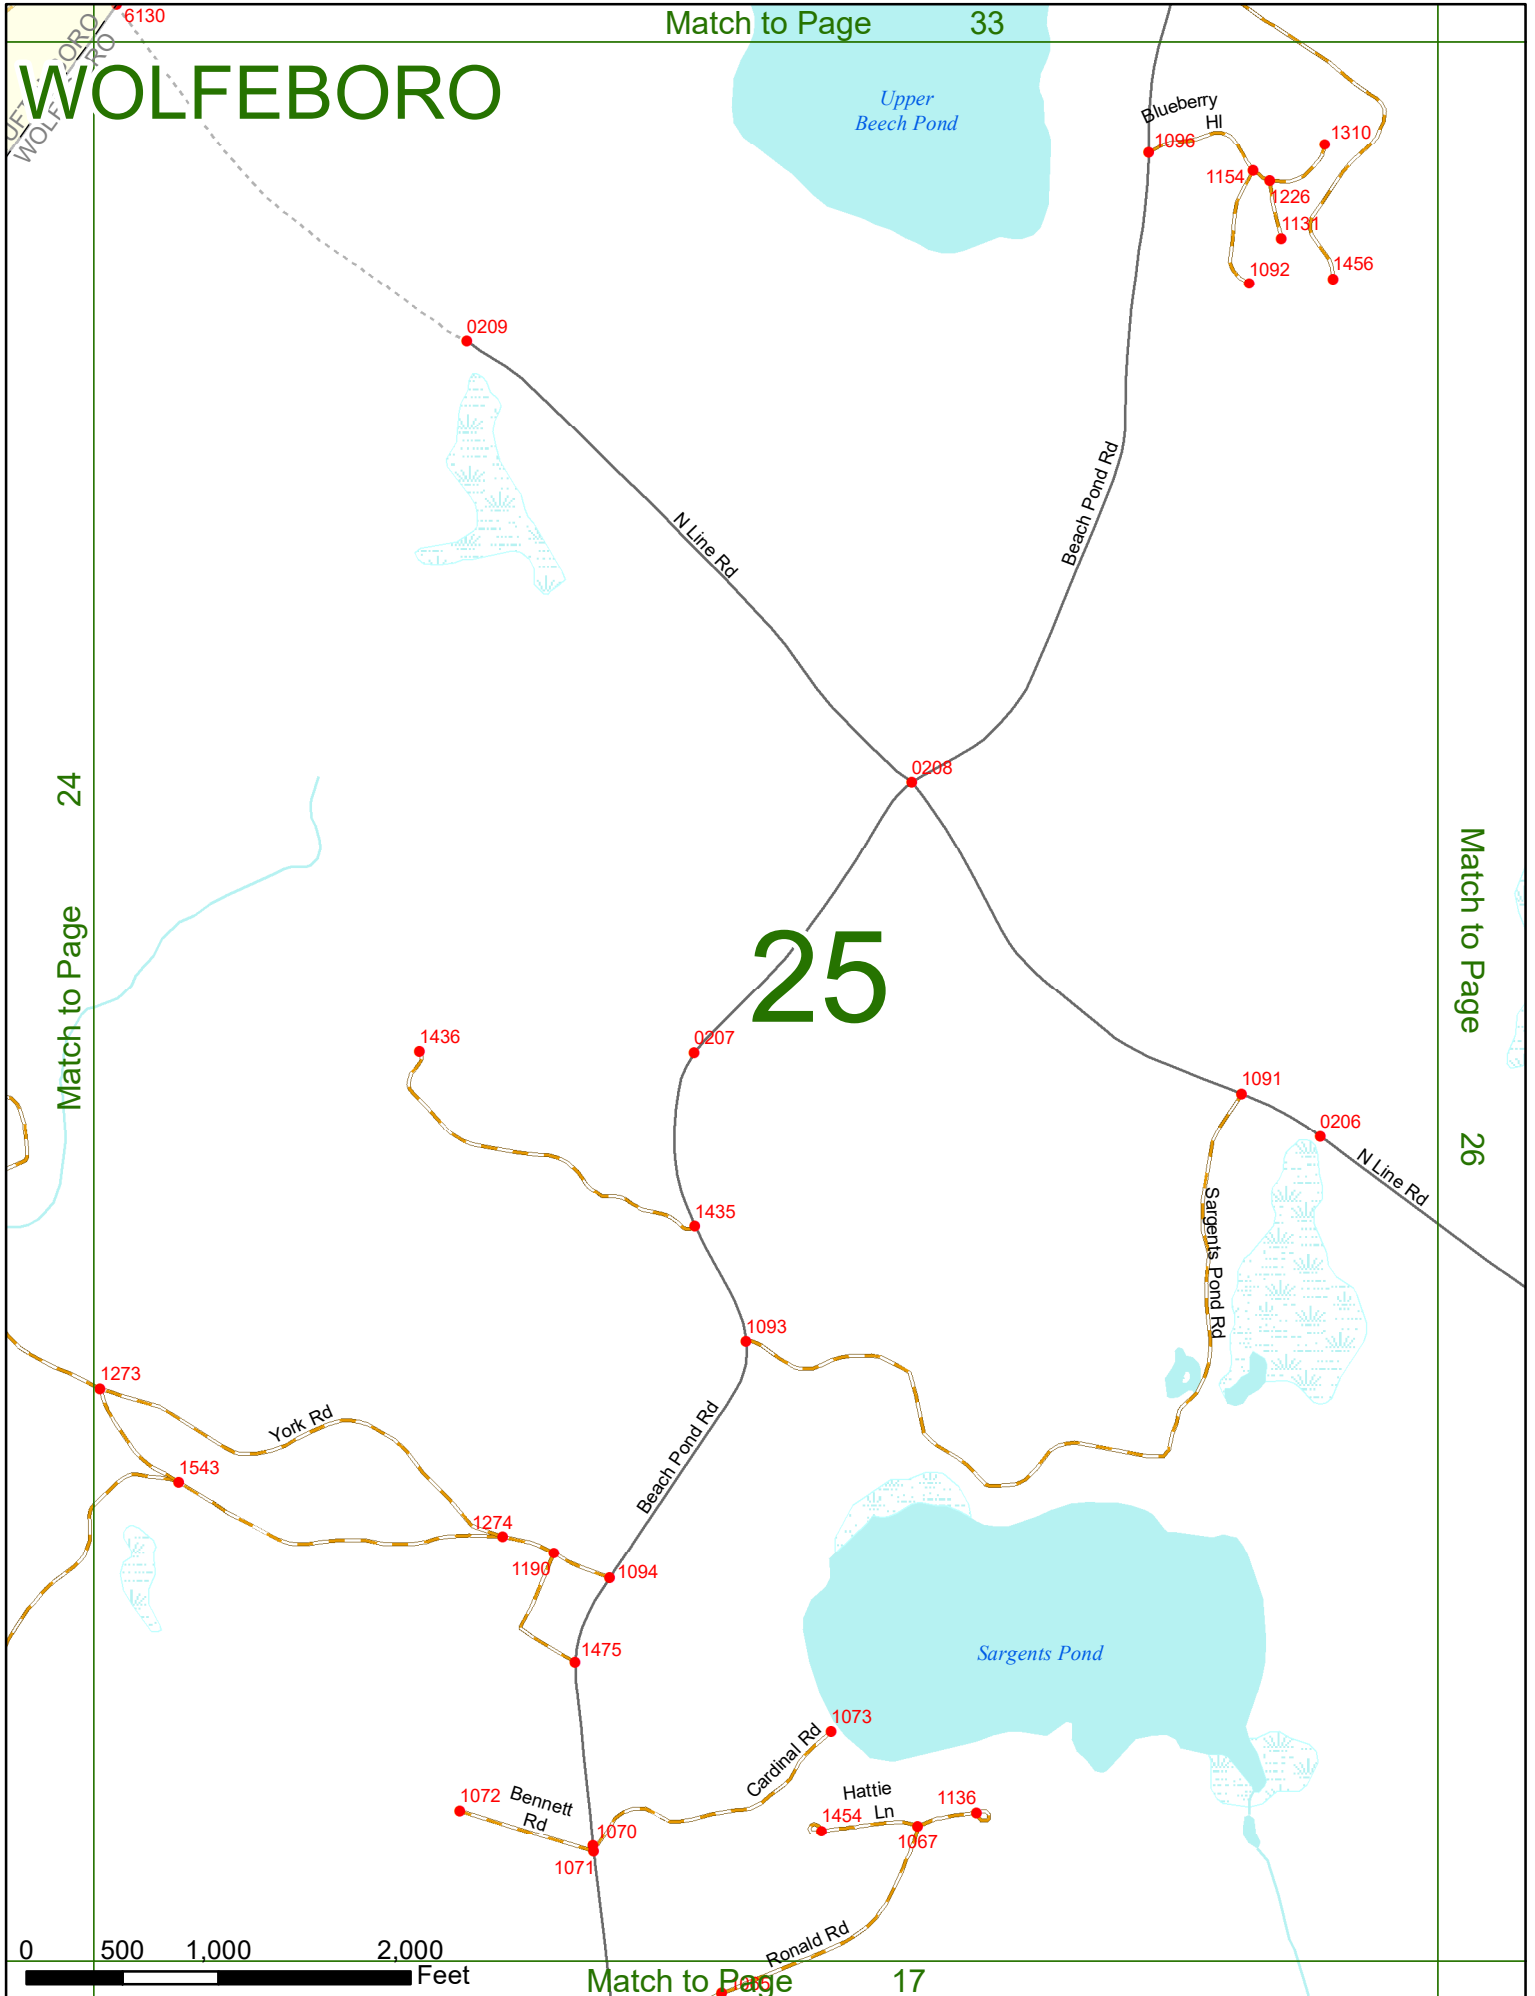 6130
Match to Page 33
WOLFEBORO
WOLF
Upper
Beech Pond
Blueberry
Hl
1096
1310
1154
1226
1131
1092
1456
0209
N Line Rd
Beach Pond Rd
0208
Match to Page 24
25
Match to Page 26
1436
0207
1091
0206
N Line Rd
1435
Sargents Pond Rd
1093
1273
York Rd
Beach Pond Rd
1543
1274
1190
1094
1475
Sargents Pond
1073
Cardinal Rd
1072
Bennett
Rd
Hattie
Ln
1136
1454
1067
1070
1071
Ronald Rd
0 500 1,000 2,000
Feet
Match to Page 17